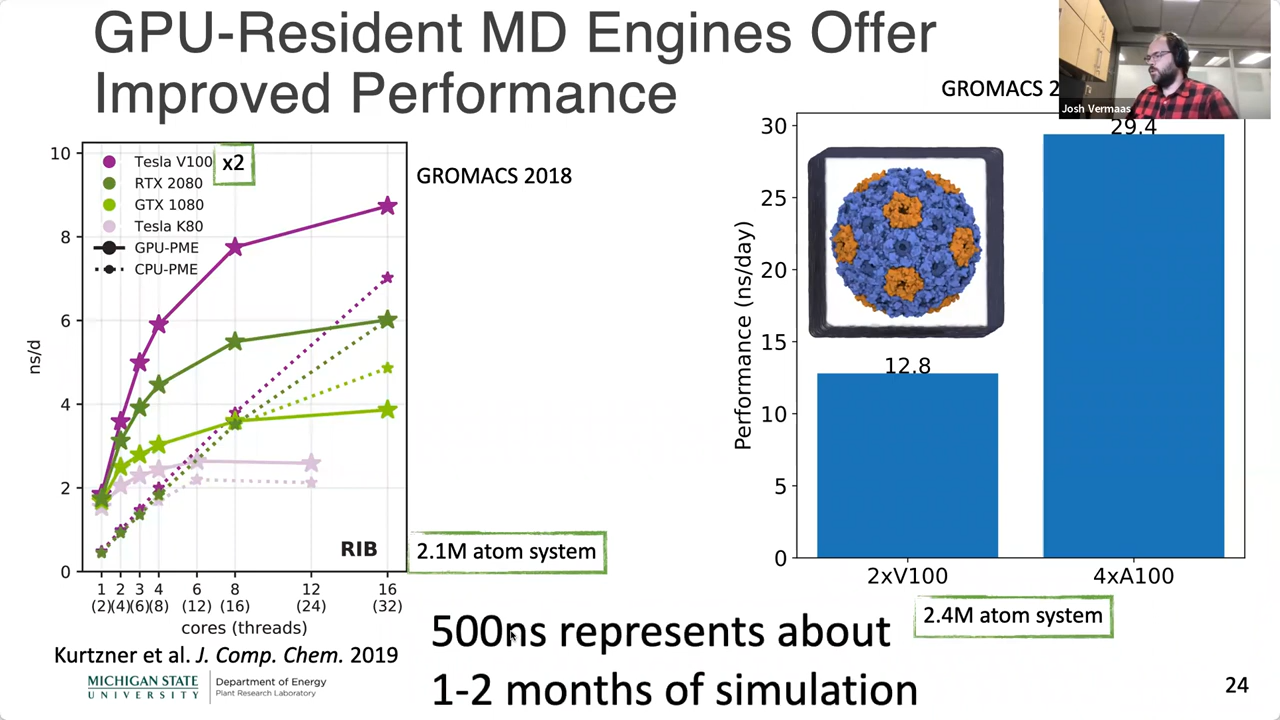 GPU-Resident MD Engines Offer
Improved Performance
GROMACS 2
Josh Vermaas
Tesla V100
x2
RTX 2080
GTX 1080
Tesla K80
GPU-PME
CPU-PME
GROMACS 2018
10
8
6
4
2
0
ns/d
RIB
2.1M atom system
1 2 3 4 6 8 12 16
(2)(4)(6)(8) (12) (16) (24) (32)
cores (threads)
Kurtzner et al. J. Comp. Chem. 2019
30
25
20
15
10
5
0
Performance (ns/day)
29.4
12.8
2xV100 4xA100
2.4M atom system
500ns represents about
1-2 months of simulation
MICHIGAN STATE
UNIVERSITY
Department of Energy
Plant Research Laboratory
24